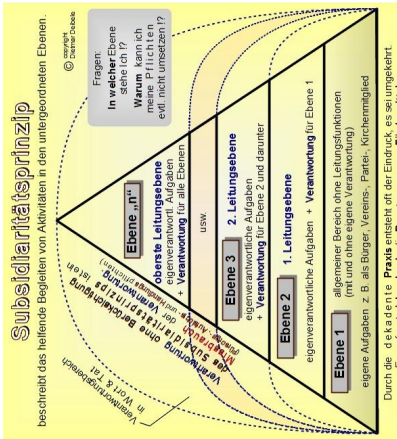 Subsidiaritätsprinzip
beschreibt das helfende Begleiten von Aktivitäten in den untergeordneten Ebenen.
© copyright
Dietmar Deibele
Fragen:
In welcher Ebene
stehe ich !?
Warum kann ich
meine Pflichten
evtl. nicht umsetzen !?
Ebene „n"
oberste Leitungsebene
eigenverantwortl. Aufgaben
+ Verantwortung für alle Ebenen
usw.
Ebene 3
2. Leitungsebene
eigenverantwortliche Aufgaben
+ Verantwortung für Ebene 2 und darunter
Ebene 2
1. Leitungsebene
eigenverantwortliche Aufgaben + Verantwortung für Ebene 1
Ebene 1
allgemeiner Bereich ohne Leitungsfunktionen
(mit und ohne eigene Verantwortung)
eigene Aufgaben z. B. als Bürger, Vereins-, Partei-, Kirchenmitglied
Verantwortungsbereich
in Wort & Tat
Verantwortung ohne Berücksichtigung
des Subsidiaritätsprinzips ist ein
Missbrauch der Verantwortung
Durch die dekadente Praxis entsteht oft der Eindruck, es sei umgekehrt.